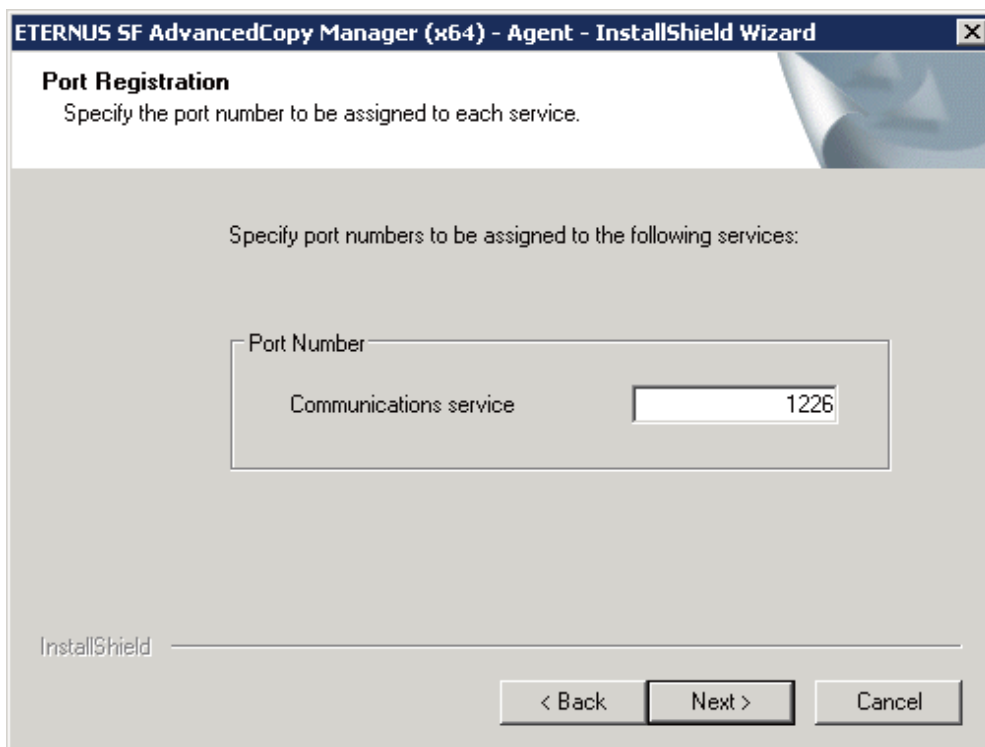 ETERNUS SF AdvancedCopy Manager (x64) - Agent - InstallShield Wizard
Port Registration
Specify the port number to be assigned to each service.
Specify port numbers to be assigned to the following services:
Port Number
Communications service 1226
InstallShield
< Back Next > Cancel